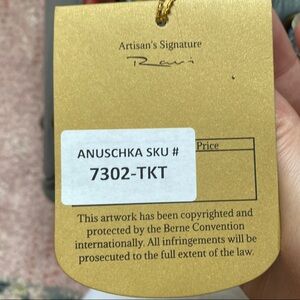 Artisan's Signature
Ravi
ANUSCHKA SKU #
7302-TKT
Price
This artwork has been copyrighted and
protected by the Berne Convention
internationally. All infringements will be
prosecuted to the full extent of the law.